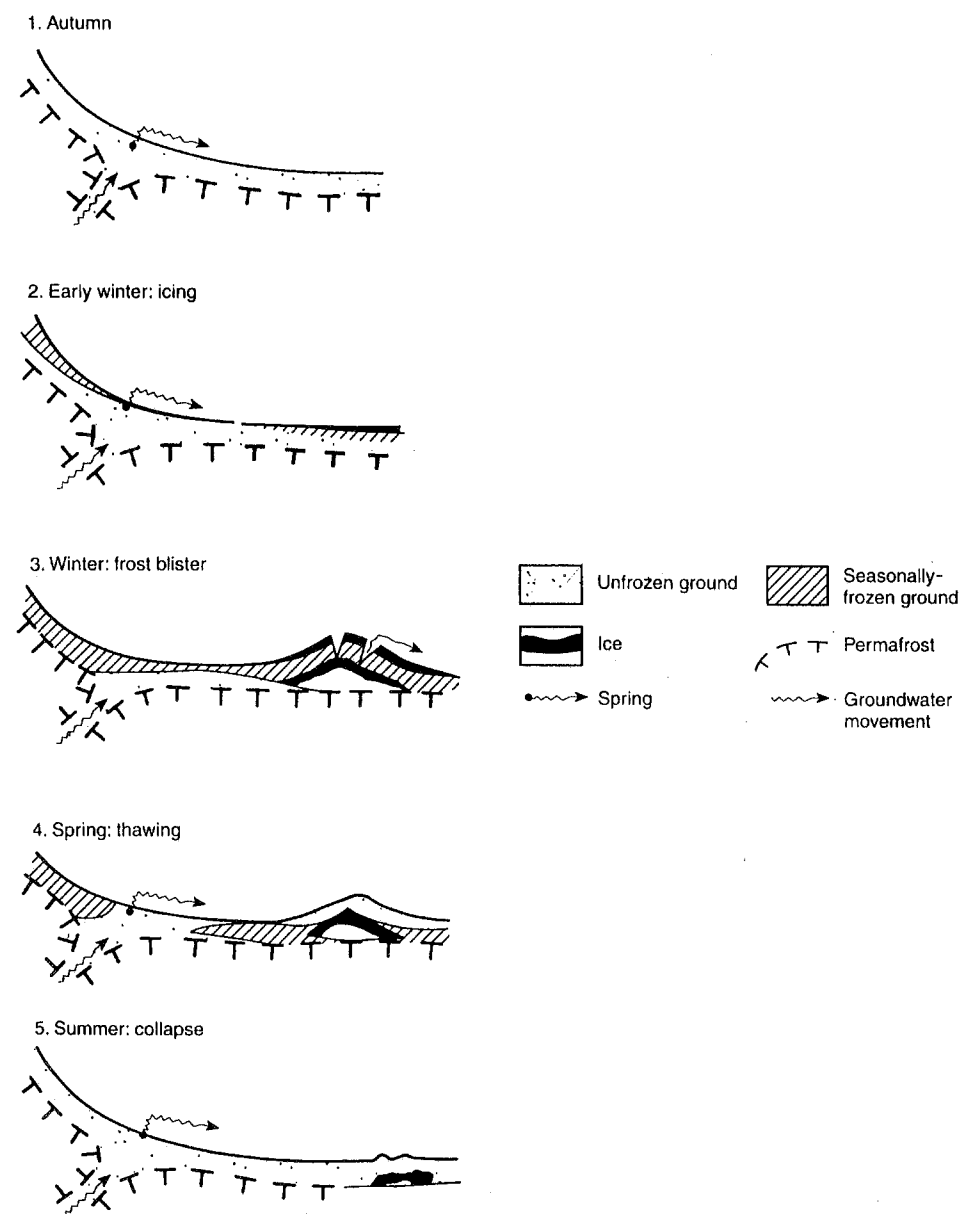 1. Autumn
2. Early winter: icing
3. Winter: frost blister
Unfrozen ground
Seasonally-
frozen ground
Ice
Permafrost
Spring
Groundwater
movement
4. Spring: thawing
5. Summer: collapse